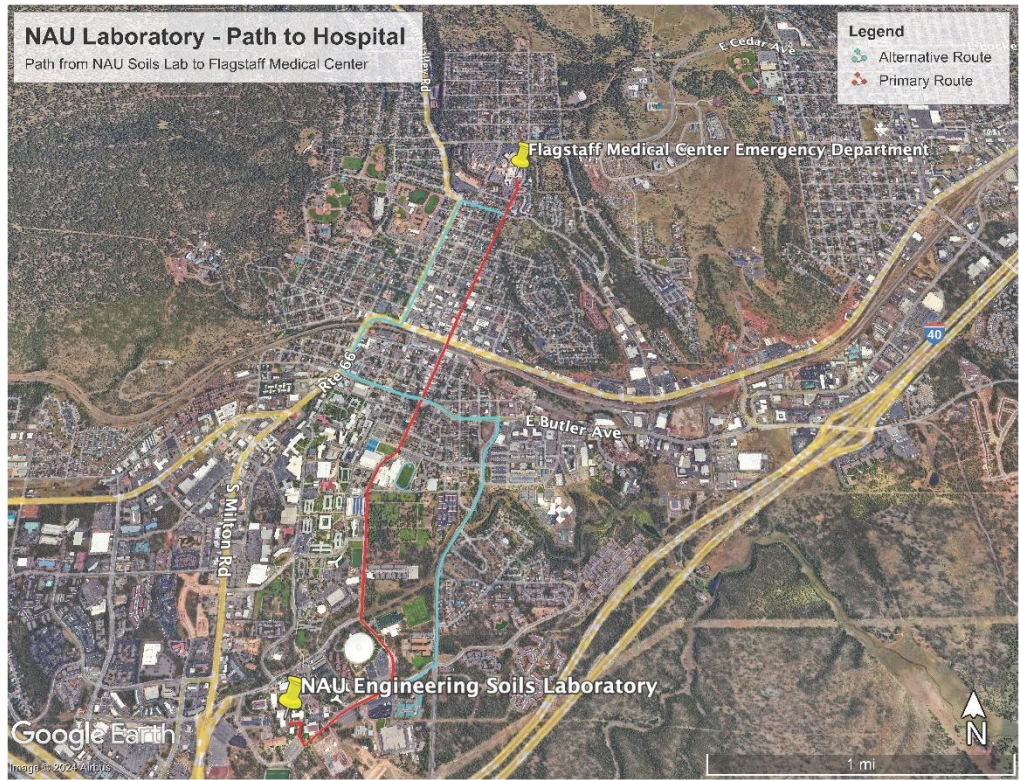 NAU Laboratory - Path to Hospital
Path from NAU Soils Lab to Flagstaff Medical Center
Legend
Alternative Route
Primary Route
E Cedar Ave
Rd
Flagstaff Medical Center Emergency Department
40
Rte 66
E Butler Ave
S Milton Rd
NAU Engineering Soils Laboratory
Google Earth
Image © 2024 Airbus
N
1 mi